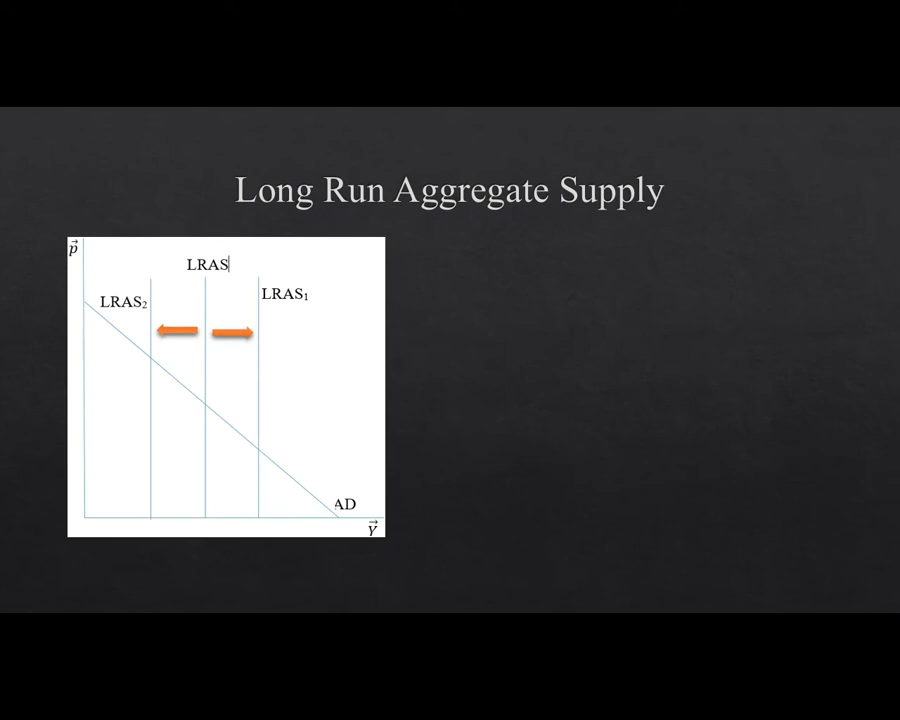 Long Run Aggregate Supply
p⃗
LRAS
LRAS₂
LRAS₁
AD
Y⃗